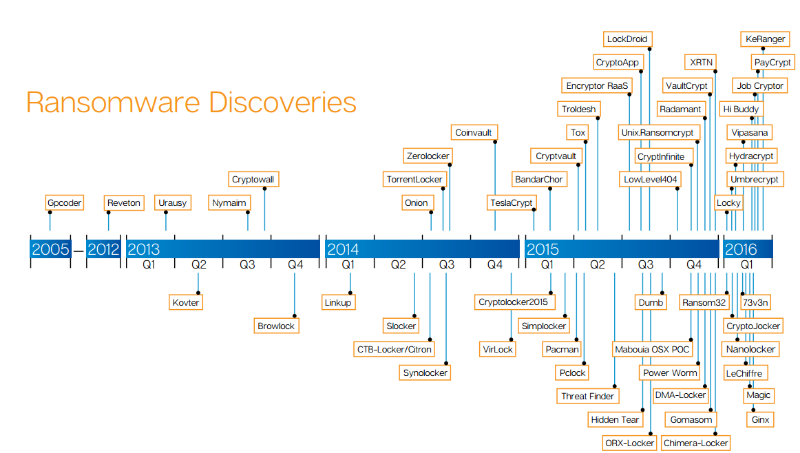 LockDroid
KeRanger
CryptoApp
XRTN
PayCrypt
Ransomware Discoveries
Encryptor RaaS
VaultCrypt
Job Cryptor
Troldesh
Radamant
Hi Buddy
Coinvault
Tox
Unix.Ransomcrypt
Vipasana
Zerolocker
Cryptvault
CryptInfinite
Hydracrypt
Cryptowall
TorrentLocker
BandarChor
LowLevel404
Umbrecrypt
Gpcoder
Reveton
Urausy
Nymaim
Onion
TeslaCrypt
Locky
2005
2012
2013
2014
2015
2016
Q1
Q2
Q3
Q4
Q1
Q2
Q3
Q4
Q1
Q2
Q3
Q4
Q1
Kovter
Linkup
Cryptolocker2015
Dumb
Ransom32
73v3n
Browlock
Slocker
Simplocker
CryptoJocker
CTB-Locker/Citron
VirLock
Pacman
Mabouia OSX POC
Nanolocker
Synolocker
Pclock
Power Worm
LeChiffre
Threat Finder
DMA-Locker
Magic
Hidden Tear
Gomasom
Ginx
ORX-Locker
Chimera-Locker